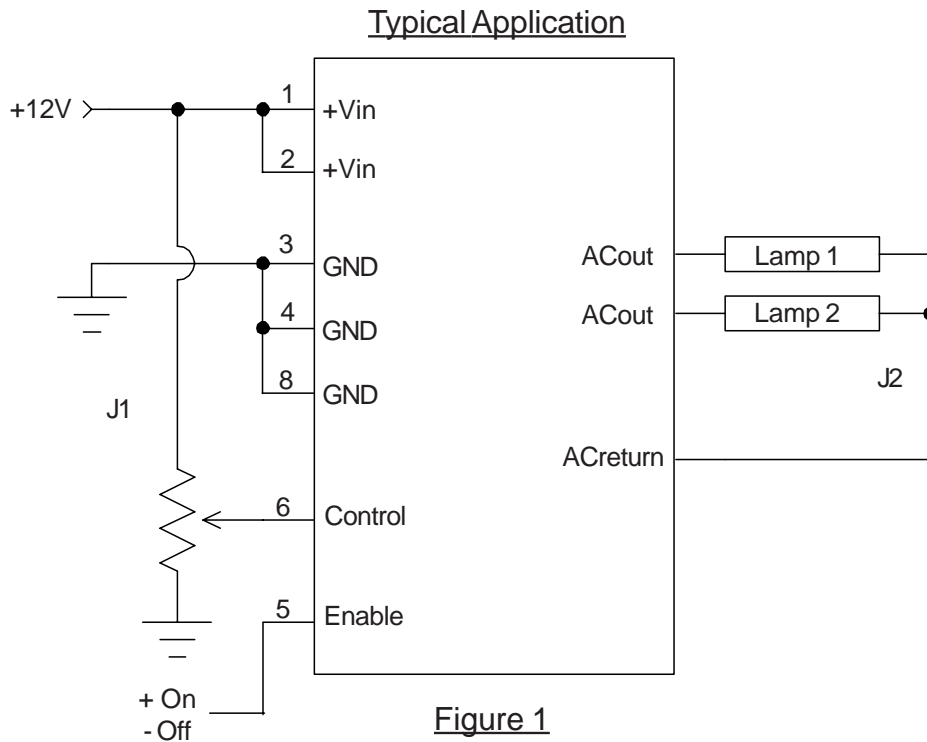 Typical Application
+12V
1
+Vin
2
+Vin
3
GND
4
GND
8
GND
J1
6
Control
5
Enable
+ On
- Off
ACout
Lamp 1
ACout
Lamp 2
J2
ACreturn
Figure 1